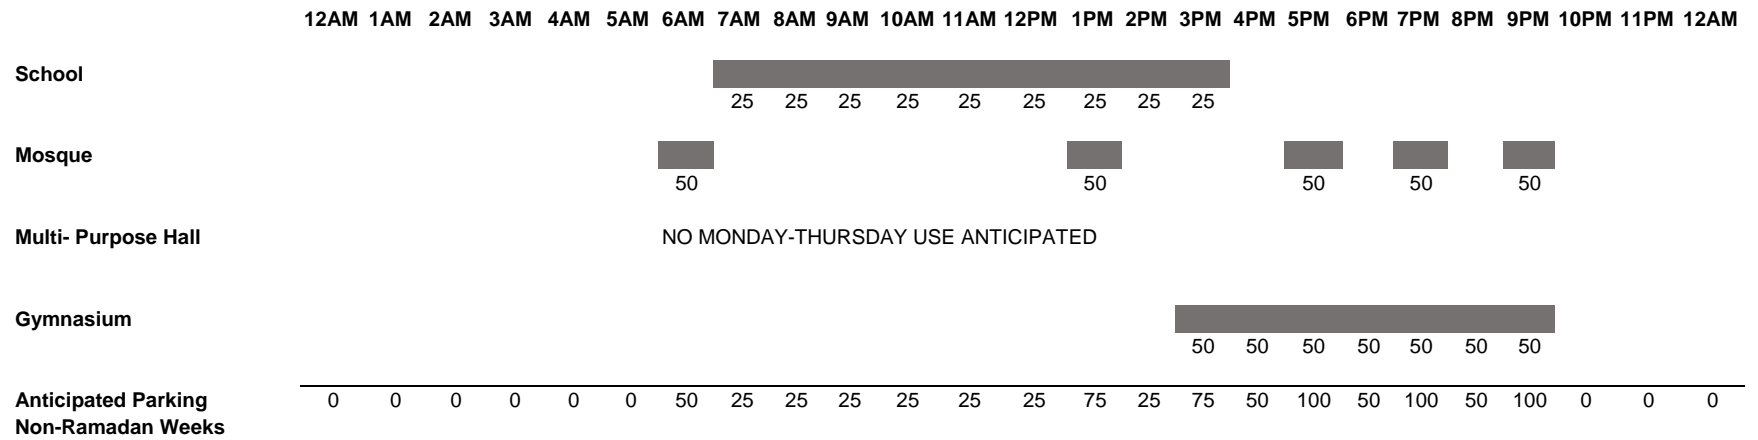 12AM 1AM 2AM 3AM 4AM 5AM 6AM 7AM 8AM 9AM 10AM 11AM 12PM 1PM 2PM 3PM 4PM 5PM 6PM 7PM 8PM 9PM 10PM 11PM 12AM
School
25 25 25 25 25 25 25 25 25
Mosque
50 50 50 50 50
Multi- Purpose Hall NO MONDAY-THURSDAY USE ANTICIPATED
Gymnasium
50 50 50 50 50 50 50
Anticipated Parking 0 0 0 0 0 0 50 25 25 25 25 25 25 75 25 75 50 100 50 100 50 100 0 0 0
Non-Ramadan Weeks